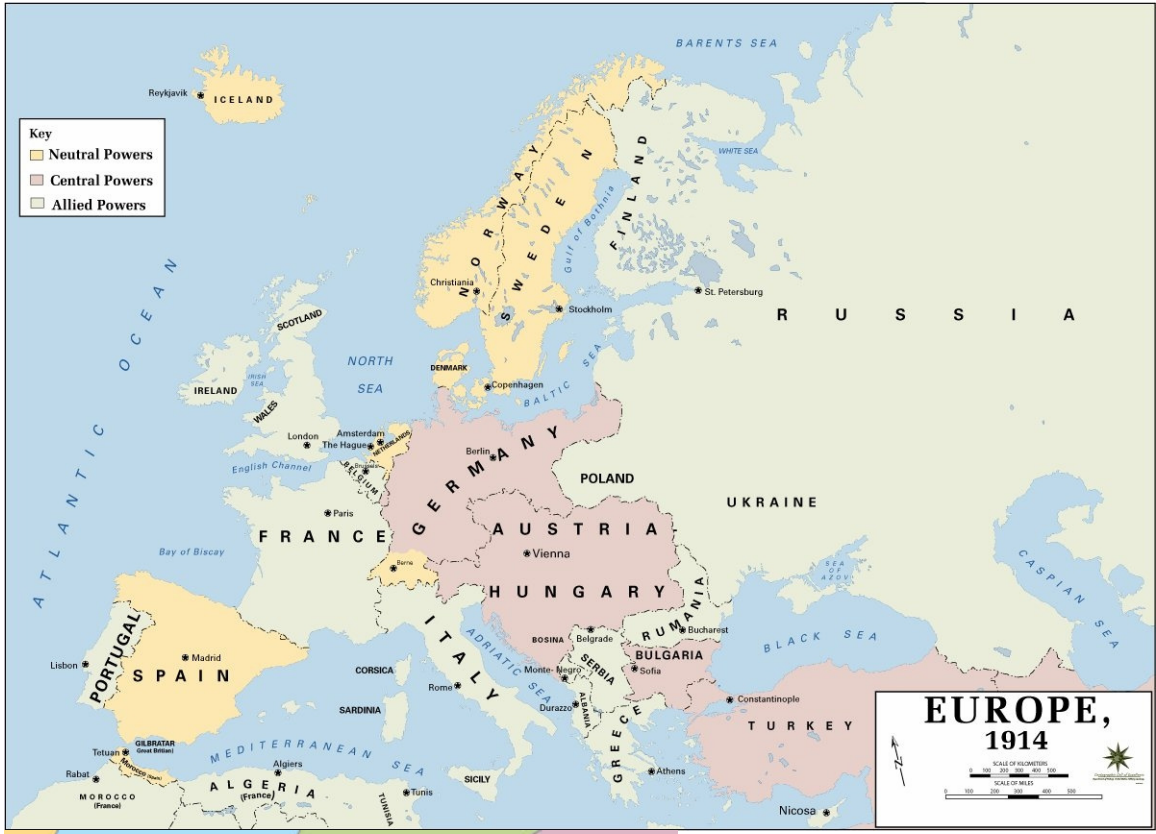 BARENTS SEA
Reykjavik
ICELAND
Key
Neutral Powers
Central Powers
Allied Powers
WHITE SEA
NORWAY
SWEDEN
FINLAND
Gulf of Bothnia
ATLANTIC OCEAN
Christiania
Stockholm
St. Petersburg
RUSSIA
SCOTLAND
NORTH
SEA
IRISH
SEA
IRELAND
WALES
DENMARK
Copenhagen
BALTIC SEA
London
Amsterdam
The Hague
NETHERLANDS
English Channel
Brussels
BELGIUM
Berlin
GERMANY
POLAND
UKRAINE
Paris
FRANCE
AUSTRIA
Vienna
HUNGARY
Bay of Biscay
Berne
SEA
OF
AZOV
CASPIAN SEA
ITALY
RUMANIA
Bucharest
BLACK SEA
ADRIATIC SEA
BOSINA
Belgrade
SERBIA
BULGARIA
Sofia
Monte-Negro
PORTUGAL
Lisbon
Madrid
SPAIN
CORSICA
Rome
SARDINIA
Durazzo
ALBANIA
GREECE
Constantinople
TURKEY
EUROPE,
1914
SCALE OF KILOMETERS
0 100 200 300 400 500
SCALE OF MILES
0 100 200 300 400 500
N
GILBRATAR
(Great Britian)
Tetuan
Morocco (Spain)
MEDITERRANEAN SEA
Rabat
MOROCCO
(France)
Algiers
ALGERIA
(France)
SICILY
Tunis
TUNISIA
Athens
Nicosa